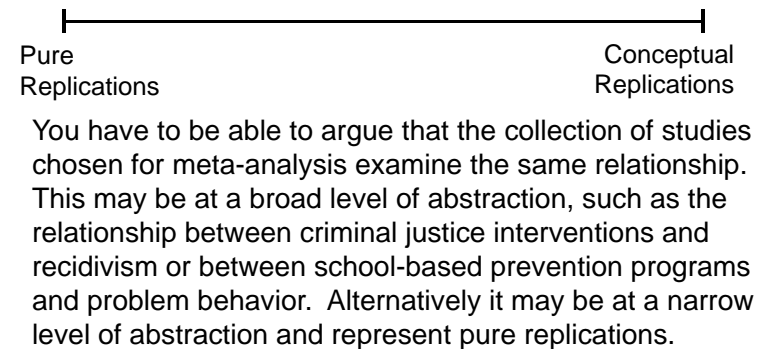 Pure
Replications
Conceptual
Replications
You have to be able to argue that the collection of studies
chosen for meta-analysis examine the same relationship.
This may be at a broad level of abstraction, such as the
relationship between criminal justice interventions and
recidivism or between school-based prevention programs
and problem behavior.  Alternatively it may be at a narrow
level of abstraction and represent pure replications.